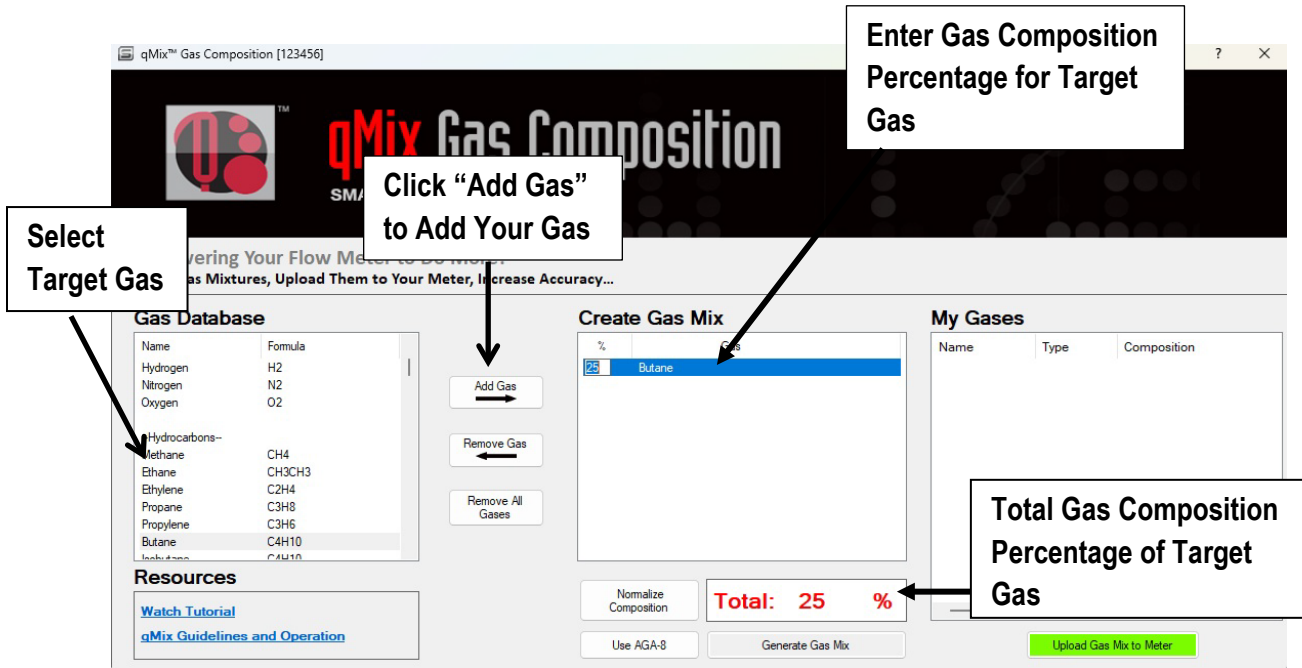 Enter Gas Composition
Percentage for Target
Gas
qMix™ Gas Composition [123456]
? ×
TM
qMix Gas Composition
Click “Add Gas”
to Add Your Gas
Select
Target Gas
Your Flow
as Mixtures, Upload Them to Your Meter, Increase Accuracy...
Gas Database
Name Formula
Hydrogen H2
Nitrogen N2
Oxygen O2
Hydrocarbons--
Methane CH4
Ethane CH3CH3
Ethylene C2H4
Propane C3H8
Propylene C3H6
Butane C4H10
Add Gas
Remove Gas
Remove All
Gases
Create Gas Mix
% Gas
25 Butane
My Gases
Name Type Composition
Total Gas Composition
Percentage of Target
Gas
Resources
Watch Tutorial
qMix Guidelines and Operation
Normalize
Composition
Total: 25 %
Use AGA-8
Generate Gas Mix
Upload Gas Mix to Meter